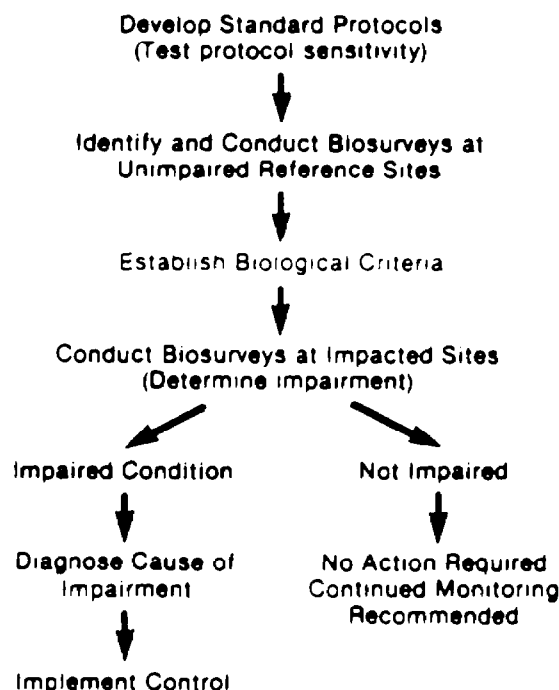 Develop Standard Protocols
(Test protocol sensitivity)
Identify and Conduct Biosurveys at
Unimpaired Reference Sites
Establish Biological Criteria
Conduct Biosurveys at Impacted Sites
(Determine impairment)
Impaired Condition
Not Impaired
Diagnose Cause of
Impairment
No Action Required
Continued Monitoring
Recommended
Implement Control